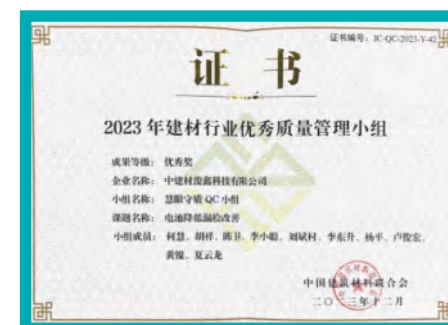 证书编号：JC-QC-2023-Y-42
证 书
2023 年建材行业优秀质量管理小组
成果等级： 优秀奖
企业名称： 中建材浚鑫科技有限公司
小组名称： 慧眼守质 QC 小组
课题名称： 电池降低漏检改善
小组成员： 何慧、胡祥、陈卫、李小聪、刘斌村、李东升、杨平、卢俊宏、
黄锦、夏云龙
中国建筑材料联合会
二〇二三年十二月